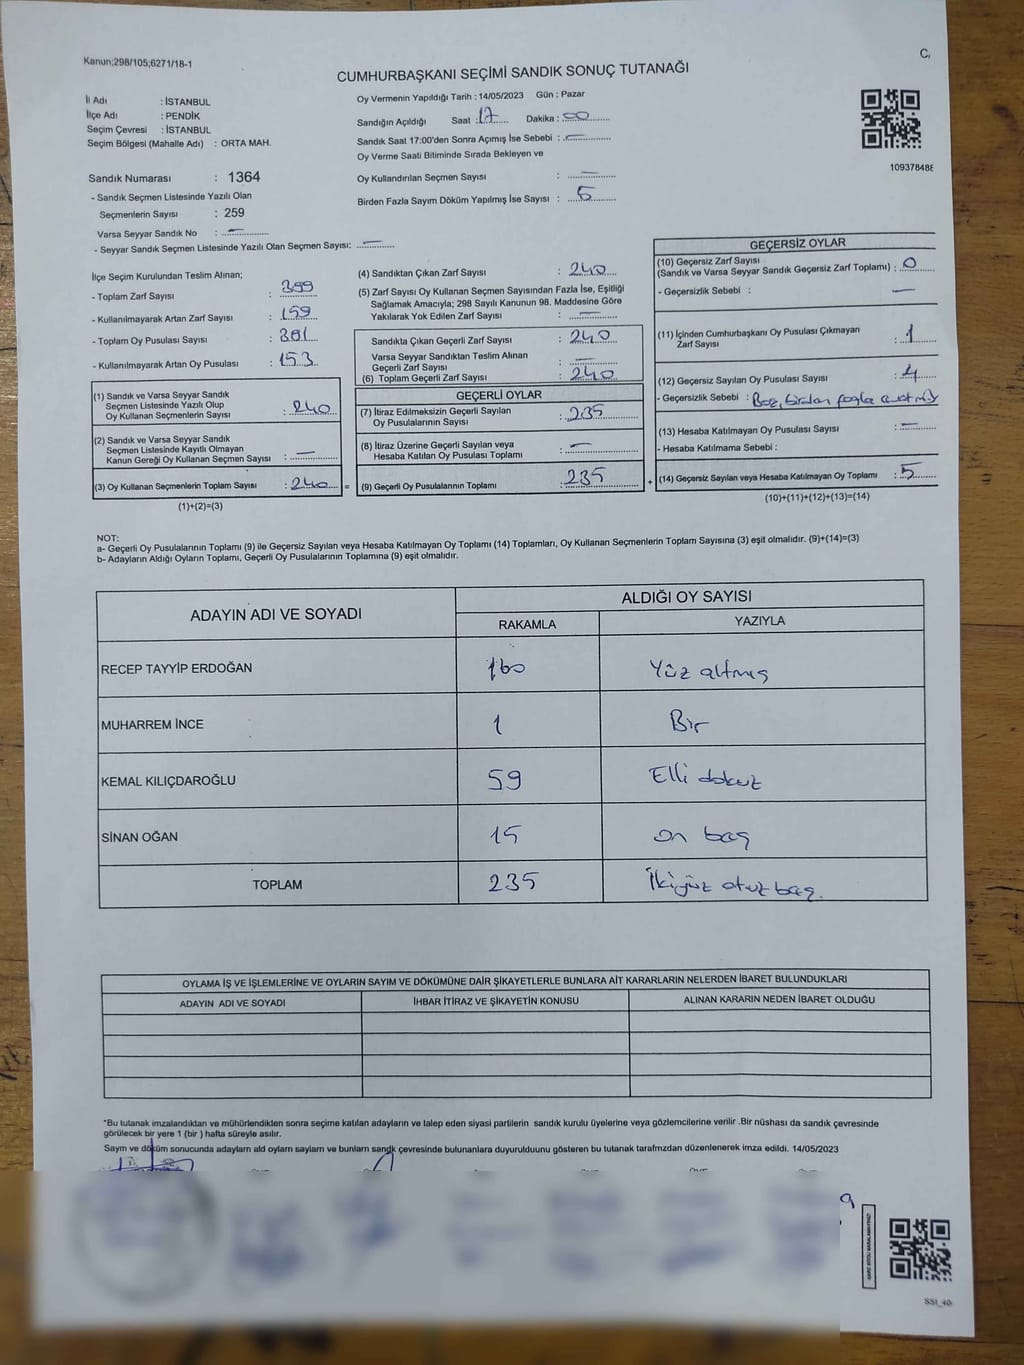 Kanun;298/105;6271/18-1
C.
CUMHURBAŞKANI SEÇİMİ SANDIK SONUÇ TUTANAĞI
İl Adı : İSTANBUL
İlçe Adı : PENDİK
Seçim Çevresi : İSTANBUL
Seçim Bölgesi (Mahalle Adı) : ORTA MAH.
Sandık Numarası : 1364
- Sandık Seçmen Listesinde Yazılı Olan
Seçmenlerin Sayısı : 259
Varsa Seyyar Sandık No : —
- Seyyar Sandık Seçmen Listesinde Yazılı Olan Seçmen Sayısı: —
Oy Vermenin Yapıldığı Tarih : 14/05/2023 Gün : Pazar
Sandığın Açıldığı Saat : 17 Dakika : 00
Sandık Saat 17:00'den Sonra Açımış İse Sebebi : —
Oy Verme Saati Bitiminde Sırada Bekleyen ve
Oy Kullandırılan Seçmen Sayısı : —
Birden Fazla Sayım Döküm Yapılmış İse Sayısı : 5
10937848
İlçe Seçim Kurulundan Teslim Alınan;
- Toplam Zarf Sayısı : 399
- Kullanılmayarak Artan Zarf Sayısı : 159
- Toplam Oy Pusulası Sayısı :
- Kullanılmayarak Artan Oy Pusulası : 153
(1) Sandık ve Varsa Seyyar Sandık
Seçmen Listesinde Yazılı Olup
Oy Kullanan Seçmenlerin Sayısı : 240
(2) Sandık ve Varsa Seyyar Sandık
Seçmen Listesinde Kayıtlı Olmayan
Kanun Gereği Oy Kullanan Seçmen Sayısı : —
(3) Oy Kullanan Seçmenlerin Toplam Sayısı : 240 =
(1)+(2)=(3)
(4) Sandıktan Çıkan Zarf Sayısı : 240
(5) Zarf Sayısı Oy Kullanan Seçmen Sayısından Fazla İse, Eşitliği
Sağlamak Amacıyla; 298 Sayılı Kanunun 98. Maddesine Göre
Yakılarak Yok Edilen Zarf Sayısı : —
Sandıkta Çıkan Geçerli Zarf Sayısı : 240
Varsa Seyyar Sandıktan Teslim Alınan
Geçerli Zarf Sayısı : —
(6) Toplam Geçerli Zarf Sayısı : 240
GEÇERLİ OYLAR
(7) İtiraz Edilmeksizin Geçerli Sayılan
Oy Pusulalarının Sayısı : 235
(8) İtiraz Üzerine Geçerli Sayılan veya
Hesaba Katılan Oy Pusulası Toplamı : —
(9) Geçerli Oy Pusulalarının Toplamı : 235 +
GEÇERSİZ OYLAR
(10) Geçersiz Zarf Sayısı
(Sandık ve Varsa Seyyar Sandık Geçersiz Zarf Toplamı) : 0
- Geçersizlik Sebebi : —
(11) İçinden Cumhurbaşkanı Oy Pusulası Çıkmayan
Zarf Sayısı : 1
(12) Geçersiz Sayılan Oy Pusulası Sayısı : 4
- Geçersizlik Sebebi : Boş, birden fazla
(13) Hesaba Katılmayan Oy Pusulası Sayısı : —
- Hesaba Katılmama Sebebi :
(14) Geçersiz Sayılan veya Hesaba Katılmayan Oy Toplamı : 5
(10)+(11)+(12)+(13)=(14)
NOT:
a- Geçerli Oy Pusulalarının Toplamı (9) ile Geçersiz Sayılan veya Hesaba Katılmayan Oy Toplamı (14) Toplamları, Oy Kullanan Seçmenlerin Toplam Sayısına (3) eşit olmalıdır. (9)+(14)=(3)
b- Adayların Aldığı Oyların Toplamı, Geçerli Oy Pusulalarının Toplamına (9) eşit olmalıdır.
ADAYIN ADI VE SOYADI
ALDIĞI OY SAYISI
RAKAMLA YAZIYLA
RECEP TAYYİP ERDOĞAN 160 Yüz altmış
MUHARREM İNCE 1 Bir
KEMAL KILIÇDAROĞLU 59 Elli dokuz
SİNAN OĞAN 15 on beş
TOPLAM 235 İkiyüz otuz beş.
OYLAMA İŞ VE İŞLEMLERİNE VE OYLARIN SAYIM VE DÖKÜMÜNE DAİR ŞİKAYETLERLE BUNLARA AİT KARARLARIN NELERDEN İBARET BULUNDUKLARI
ADAYIN ADI VE SOYADI İHBAR İTİRAZ VE ŞİKAYETİN KONUSU ALINAN KARARIN NEDEN İBARET OLDUĞU
*Bu tutanak imzalandıktan ve mühürlendikten sonra seçime katılan adayların ve talep eden siyasi partilerin sandık kurulu üyelerine veya gözlemcilerine verilir .Bir nüshası da sandık çevresinde
görülecek bir yere 1 (bir ) hafta süreyle asılır.
Sayım ve döküm sonucunda adaylarn ald oylarn saylarn ve bunlarn sandk çevresinde bulunanlara duyurulduunu gösteren bu tutanak tarafmzdan düzenlenerek imza edildi. 14/05/2023
SS1_40